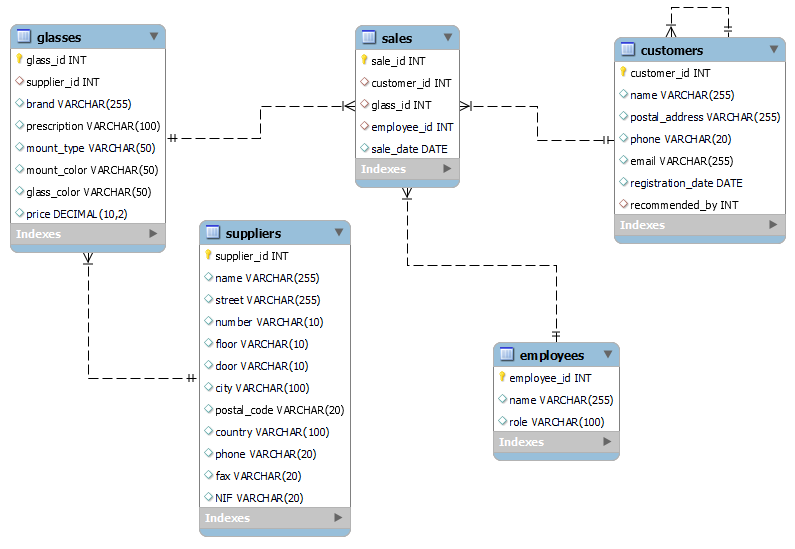 glasses
glass_id INT
supplier_id INT
brand VARCHAR(255)
prescription VARCHAR(100)
mount_type VARCHAR(50)
mount_color VARCHAR(50)
glass_color VARCHAR(50)
price DECIMAL(10,2)
Indexes
sales
sale_id INT
customer_id INT
glass_id INT
employee_id INT
sale_date DATE
Indexes
customers
customer_id INT
name VARCHAR(255)
postal_address VARCHAR(255)
phone VARCHAR(20)
email VARCHAR(255)
registration_date DATE
recommended_by INT
Indexes
suppliers
supplier_id INT
name VARCHAR(255)
street VARCHAR(255)
number VARCHAR(10)
floor VARCHAR(10)
door VARCHAR(10)
city VARCHAR(100)
postal_code VARCHAR(20)
country VARCHAR(100)
phone VARCHAR(20)
fax VARCHAR(20)
NIF VARCHAR(20)
Indexes
employees
employee_id INT
name VARCHAR(255)
role VARCHAR(100)
Indexes